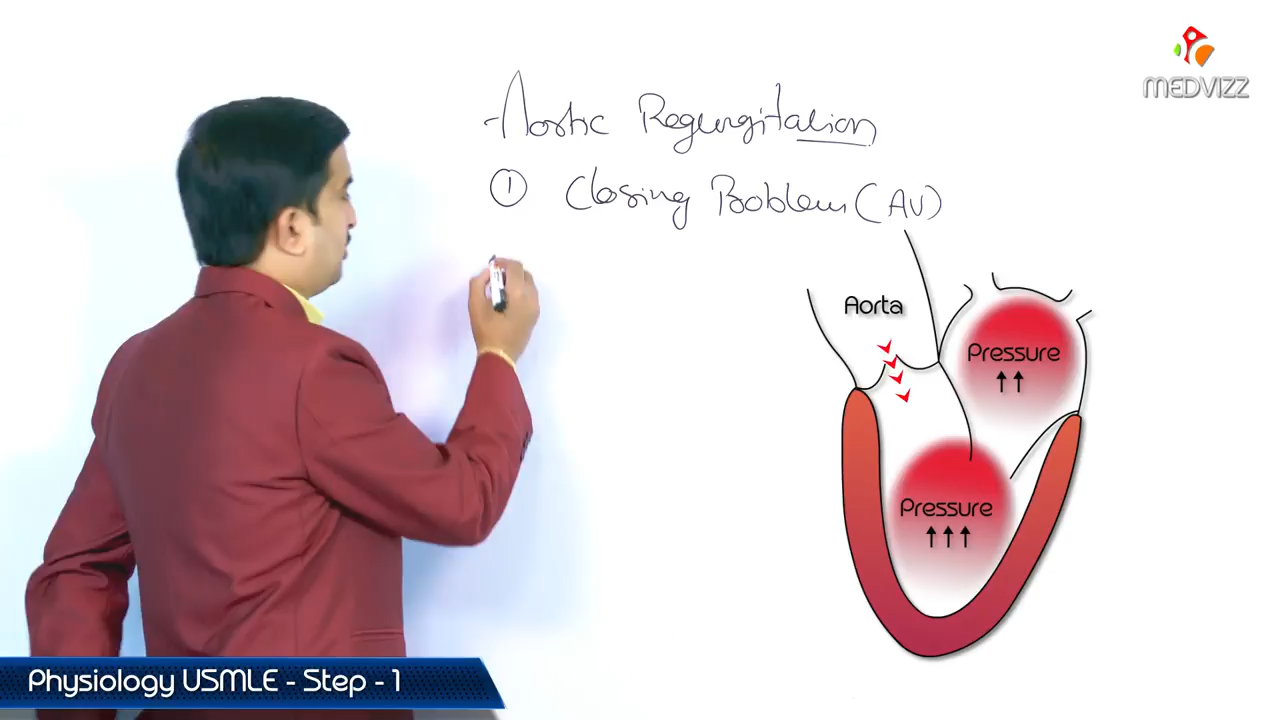 MEDVIZZ
Aortic Regurgitation
① Closing Problem (AV)
Aorta
Pressure
↑↑
Pressure
↑↑↑
Physiology USMLE - Step - 1